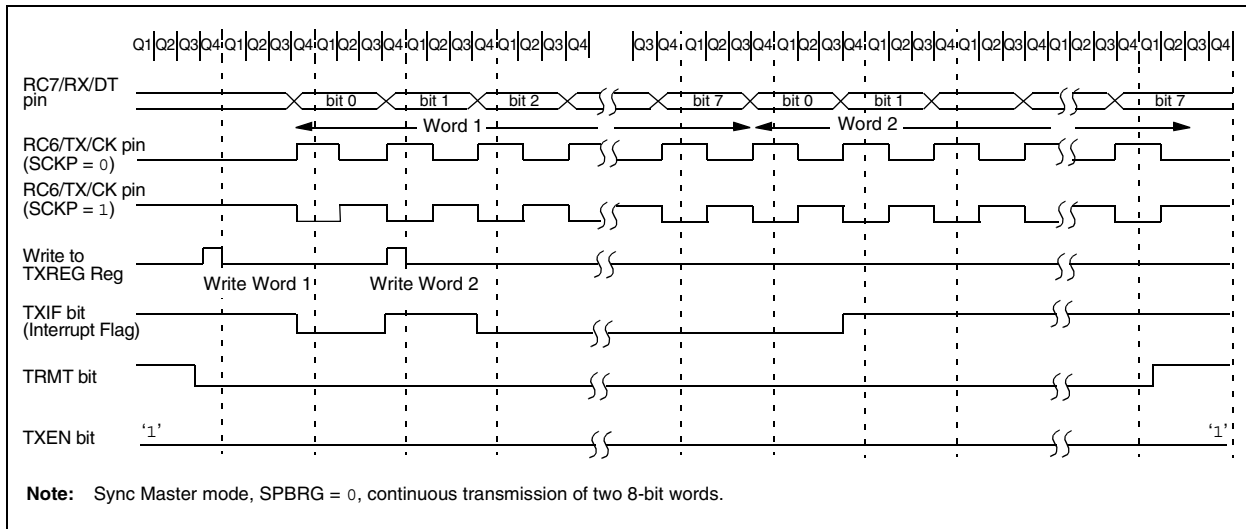 Q1 Q2 Q3 Q4 Q1 Q2 Q3 Q4 Q1 Q2 Q3 Q4 Q1 Q2 Q3 Q4 Q1 Q2 Q3 Q4 Q3 Q4 Q1 Q2 Q3 Q4 Q1 Q2 Q3 Q4 Q1 Q2 Q3 Q4 Q1 Q2 Q3 Q4 Q1 Q2 Q3 Q4 Q1 Q2 Q3 Q4
RC7/RX/DT
pin
bit 0 bit 1 bit 2 bit 7 bit 0 bit 1 bit 7
Word 1 Word 2
RC6/TX/CK pin
(SCKP = 0)
RC6/TX/CK pin
(SCKP = 1)
Write to
TXREG Reg
Write Word 1 Write Word 2
TXIF bit
(Interrupt Flag)
TRMT bit
TXEN bit
‘1’ ‘1’
Note: Sync Master mode, SPBRG = 0, continuous transmission of two 8-bit words.